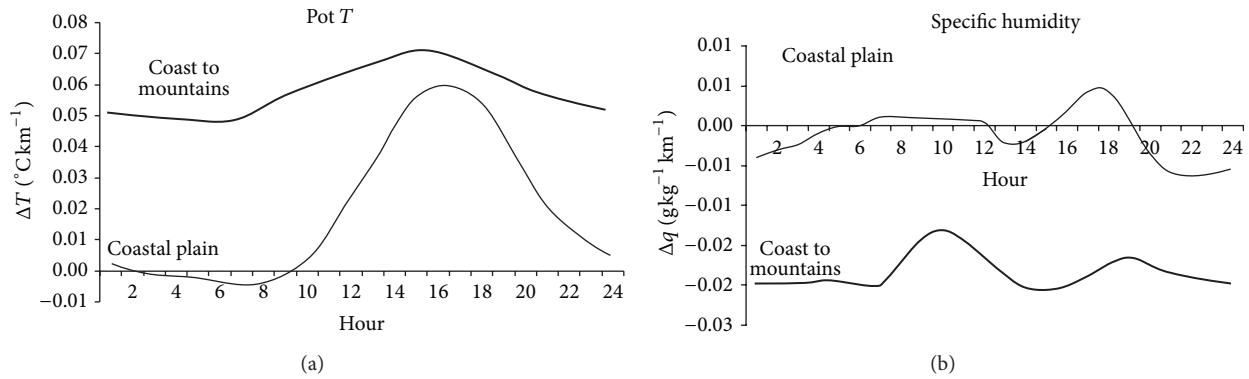 Pot T
0.08
0.07
0.06
0.05
0.04
0.03
0.02
0.01
0.00
−0.01
ΔT (°C km−1)
Coast to
mountains
Coastal plain
2 4 6 8 10 12 14 16 18 20 22 24
Hour
(a)
Specific humidity
0.01
0.01
0.00
−0.01
−0.01
−0.02
−0.02
−0.03
Δq (g kg−1 km−1)
Coastal plain
2 4 6 8 10 12 14 16 18 20 22 24
Hour
Coast to
mountains
(b)